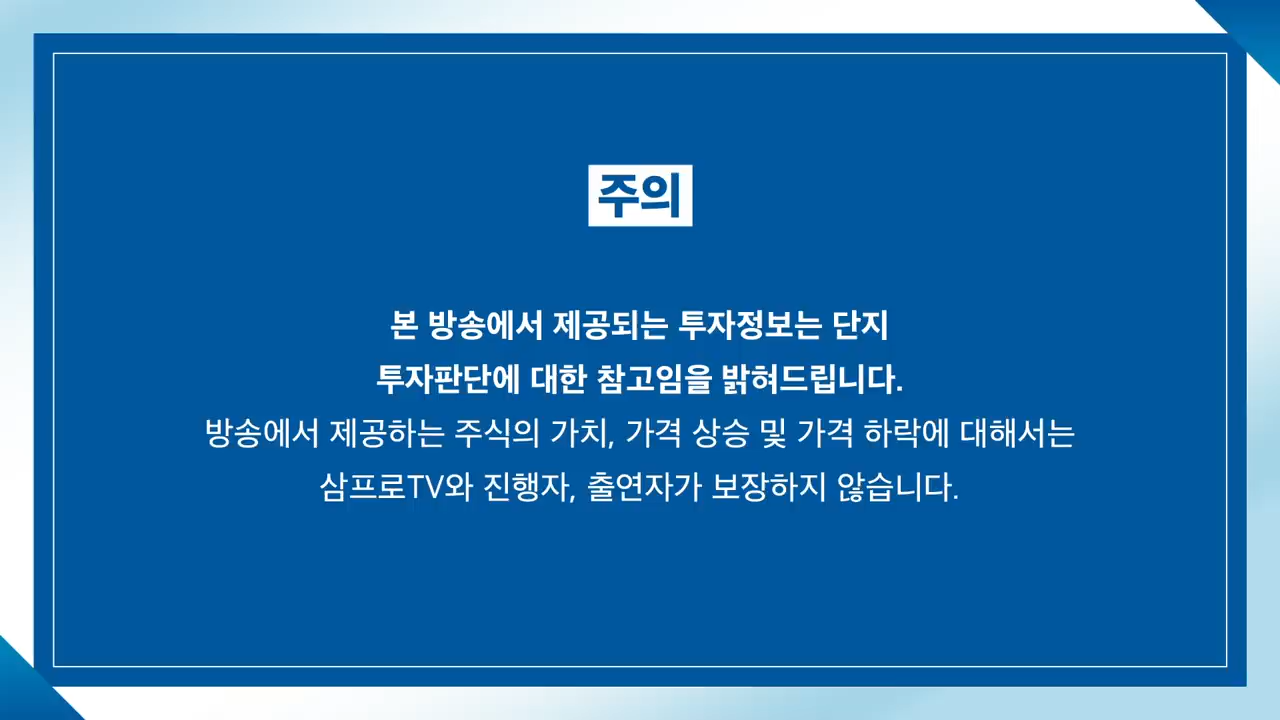 주의
본 방송에서 제공되는 투자정보는 단지
투자판단에 대한 참고임을 밝혀드립니다.
방송에서 제공하는 주식의 가치, 가격 상승 및 가격 하락에 대해서는
삼프로TV와 진행자, 출연자가 보장하지 않습니다.